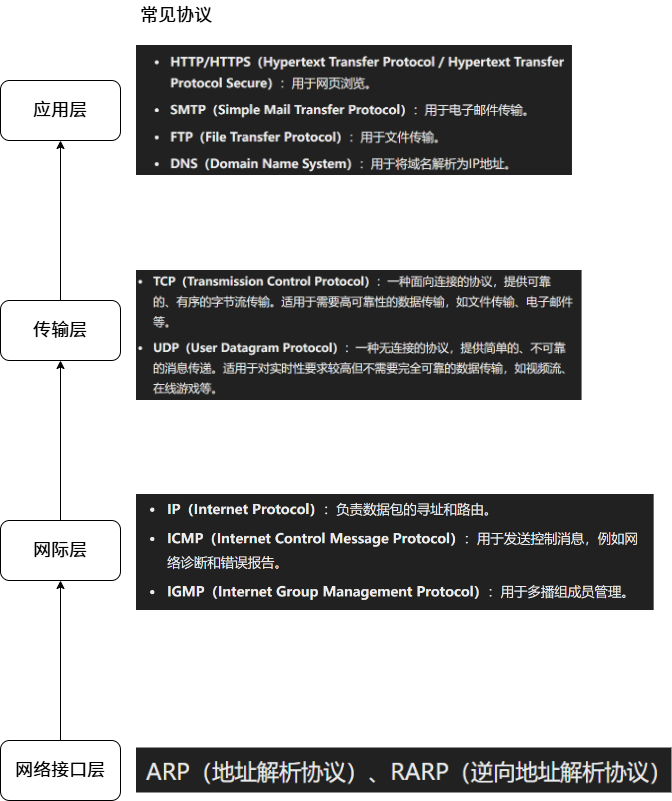 常见协议
应用层
• HTTP/HTTPS（Hypertext Transfer Protocol / Hypertext Transfer
Protocol Secure）：用于网页浏览。
• SMTP（Simple Mail Transfer Protocol）：用于电子邮件传输。
• FTP（File Transfer Protocol）：用于文件传输。
• DNS（Domain Name System）：用于将域名解析为IP地址。
传输层
• TCP（Transmission Control Protocol）：一种面向连接的协议，提供可靠
的、有序的字节流传输。适用于需要高可靠性的数据传输，如文件传输、电子邮件
等。
• UDP（User Datagram Protocol）：一种无连接的协议，提供简单的、不可靠
的消息传递。适用于对实时性要求较高但不需要完全可靠的数据传输，如视频流、
在线游戏等。
网际层
• IP（Internet Protocol）：负责数据包的寻址和路由。
• ICMP（Internet Control Message Protocol）：用于发送控制消息，例如网
络诊断和错误报告。
• IGMP（Internet Group Management Protocol）：用于多播组成员管理。
网络接口层
ARP（地址解析协议）、RARP（逆向地址解析协议）